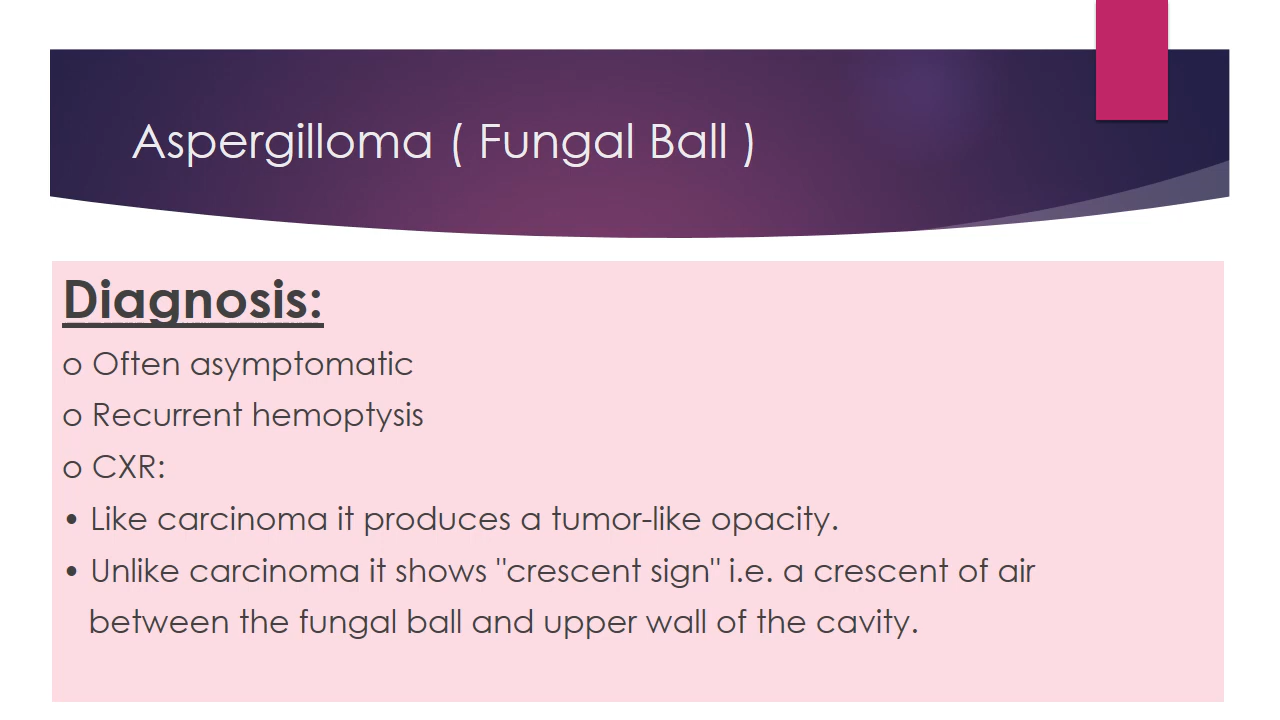 Aspergilloma ( Fungal Ball )
Diagnosis:
o Often asymptomatic
o Recurrent hemoptysis
o CXR:
• Like carcinoma it produces a tumor-like opacity.
• Unlike carcinoma it shows "crescent sign" i.e. a crescent of air
between the fungal ball and upper wall of the cavity.